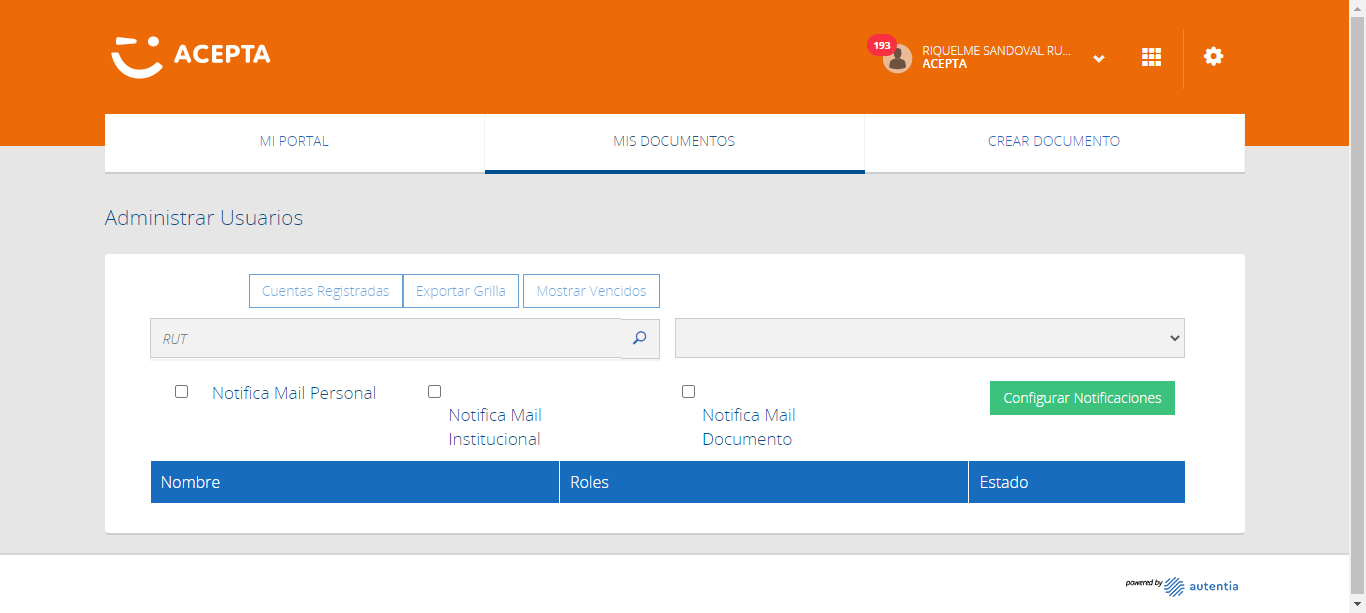 ACEPTA
193
RIQUELME SANDOVAL RU...
ACEPTA
MI PORTAL
MIS DOCUMENTOS
CREAR DOCUMENTO
Administrar Usuarios
Cuentas Registradas
Exportar Grilla
Mostrar Vencidos
RUT
Notifica Mail Personal
Notifica Mail
Institucional
Notifica Mail
Documento
Configurar Notificaciones
Nombre
Roles
Estado
powered by autentia